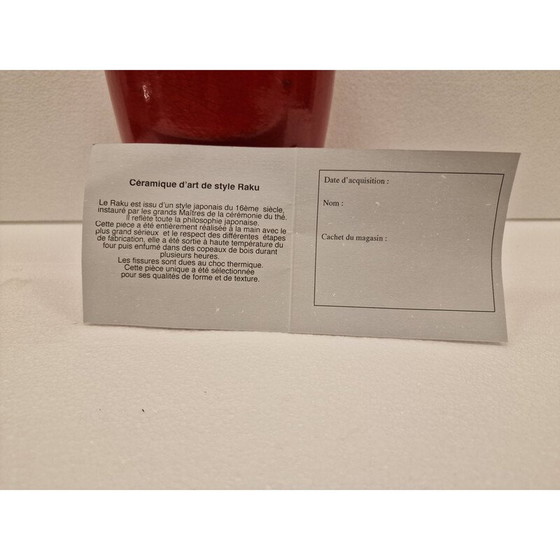 Céramique d'art de style Raku
Le Raku est issu d'un style japonais du 16ème siècle,
instauré par les grands Maîtres de la cérémonie du thé.
Il reflète toute la philosophie japonaise.
Cette pièce a été entièrement réalisée à la main avec le
plus grand sérieux et le respect des différentes étapes
de fabrication, elle a été sortie à haute température du
four puis enfumé dans des copeaux de bois durant
plusieurs heures.
Les fissures sont dues au choc thermique.
Cette pièce unique a été sélectionnée
pour ses qualités de forme et de texture.
Date d'acquisition :
Nom :
Cachet du magasin :